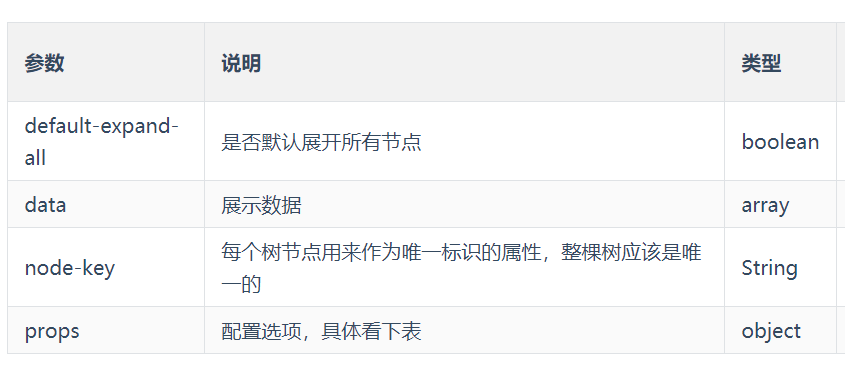 参数 说明 类型
default-expand-
all
是否默认展开所有节点
boolean
data 展示数据 array
node-key
每个树节点用来作为唯一标识的属性，整棵树应该是唯
一的
String
props 配置选项，具体看下表 object